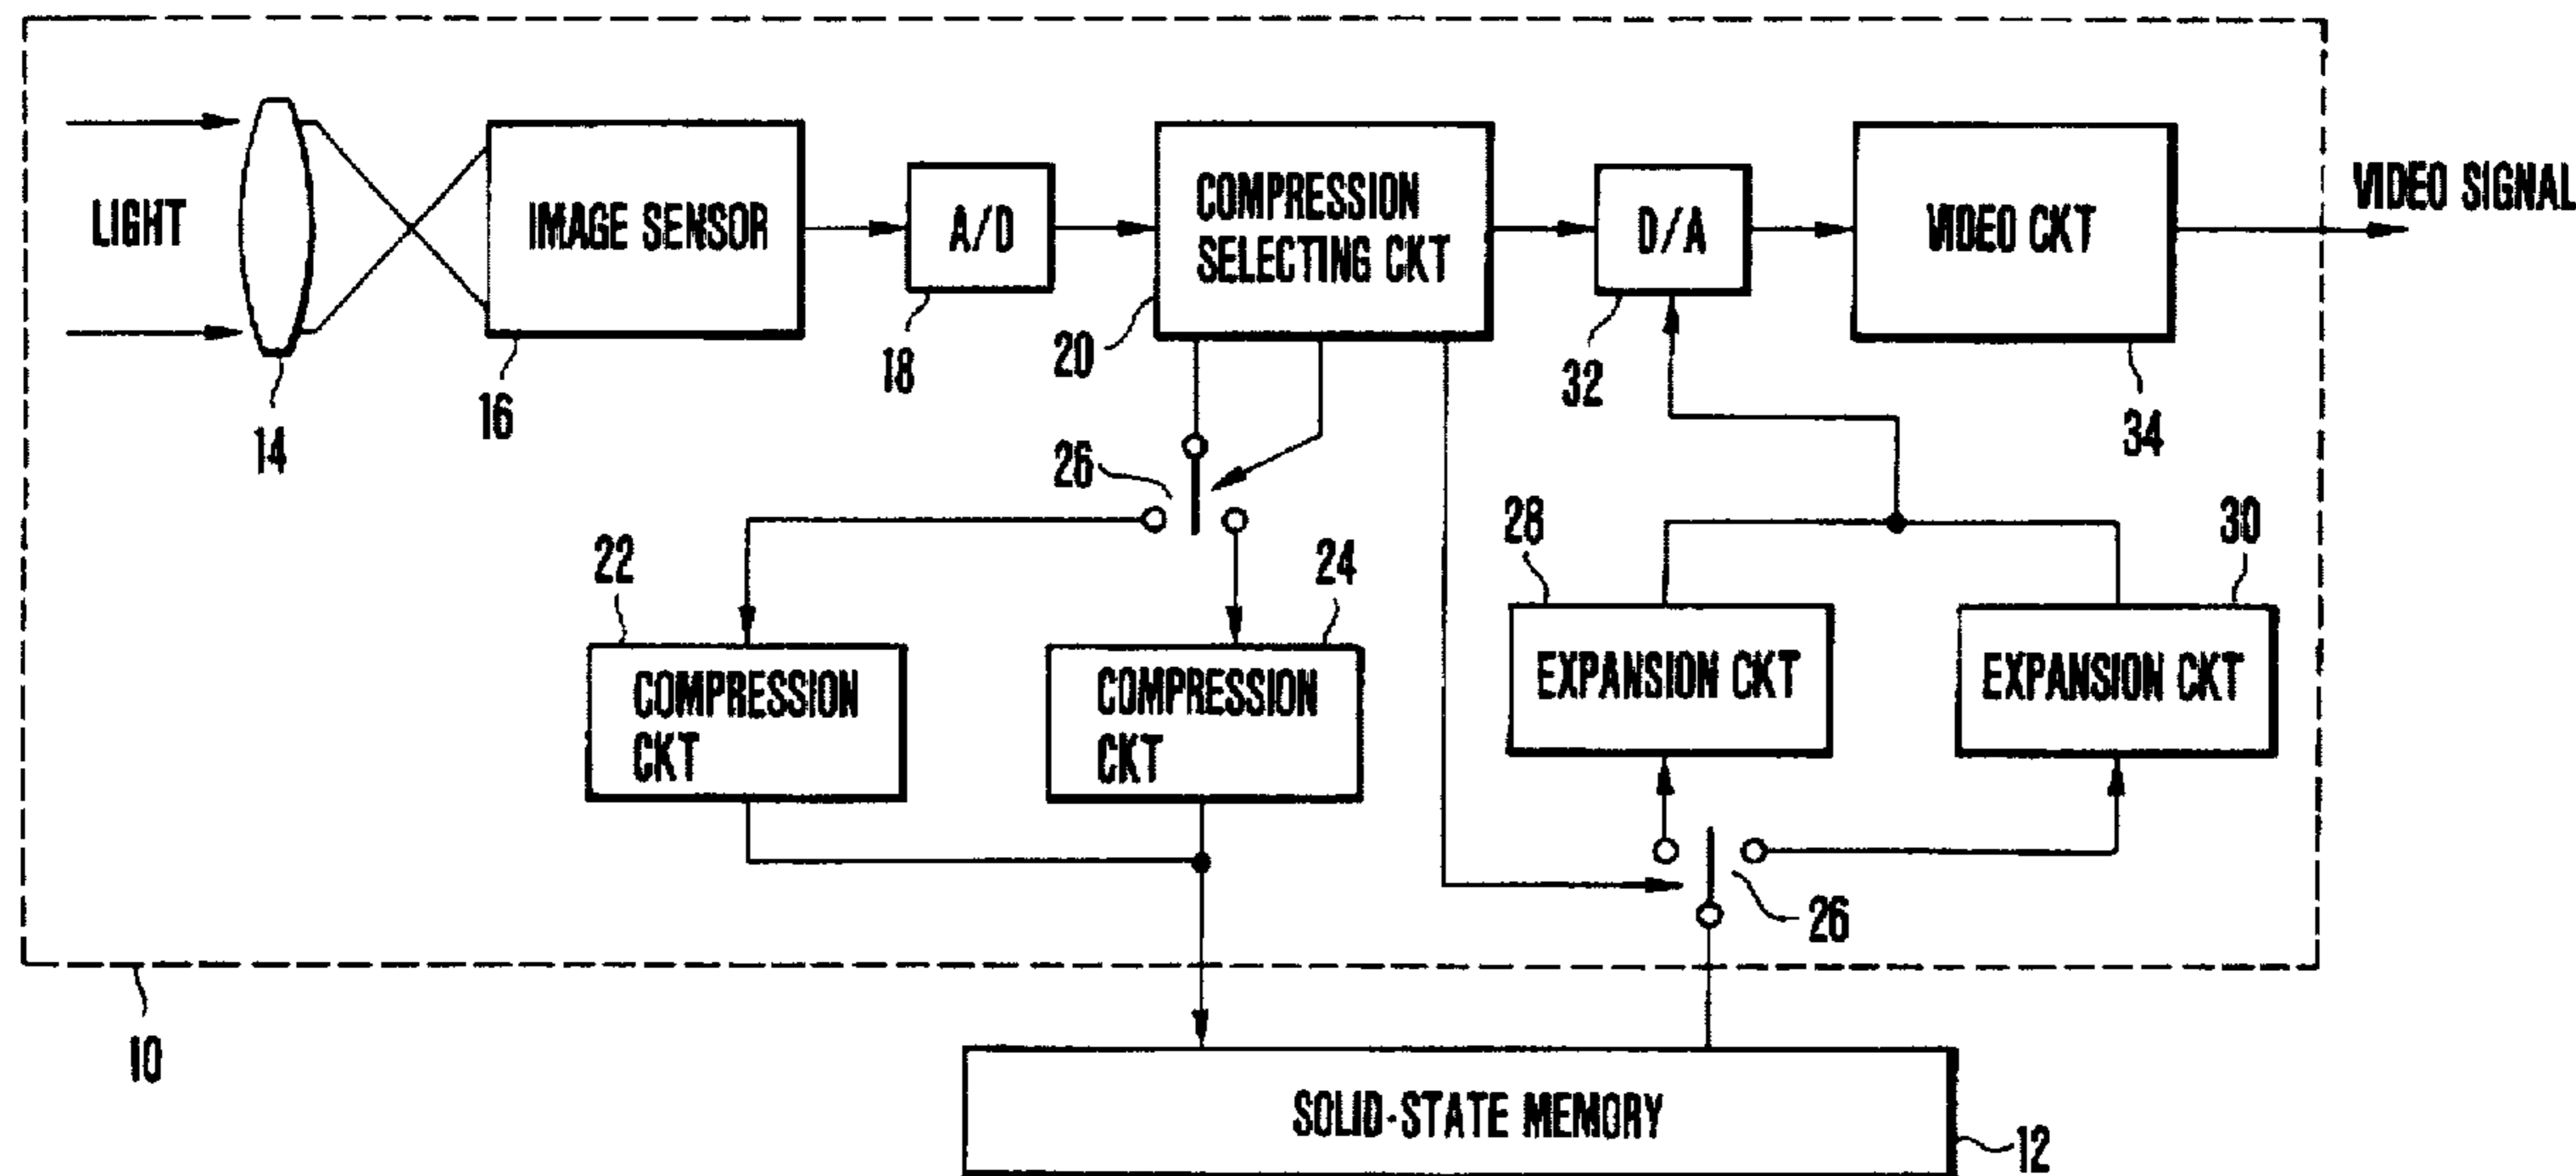 LIGHT
14
IMAGE SENSOR
16
A/D
18
COMPRESSION
SELECTING CKT
20
D/A
32
VIDEO CKT
34
VIDEO SIGNAL
26
22
COMPRESSION
CKT
24
COMPRESSION
CKT
28
EXPANSION CKT
30
EXPANSION CKT
26
10
SOLID-STATE MEMORY
12